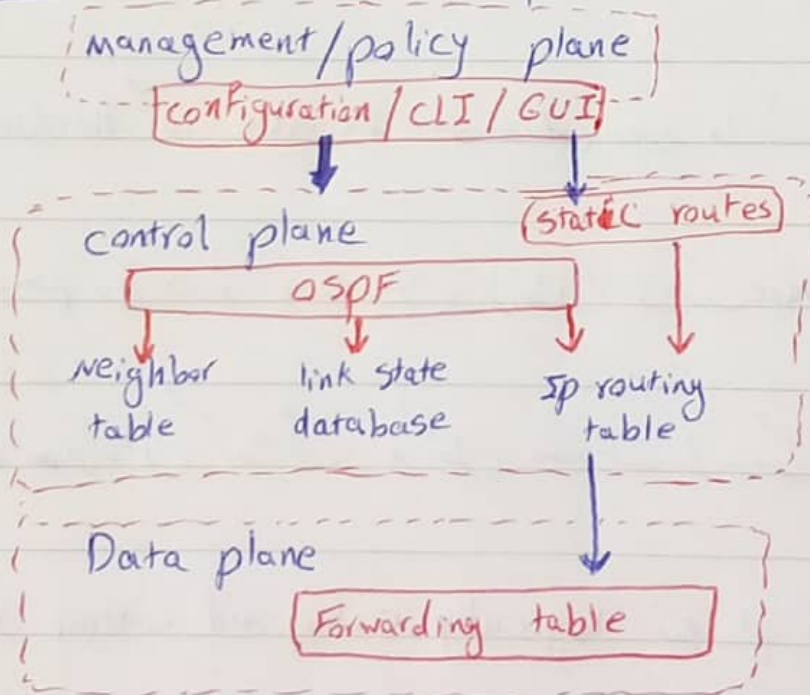 Management/policy plane
configuration / CLI / GUI
control plane
static routes
OSPF
Neighbor table
link state database
Ip routing table
Data plane
Forwarding table